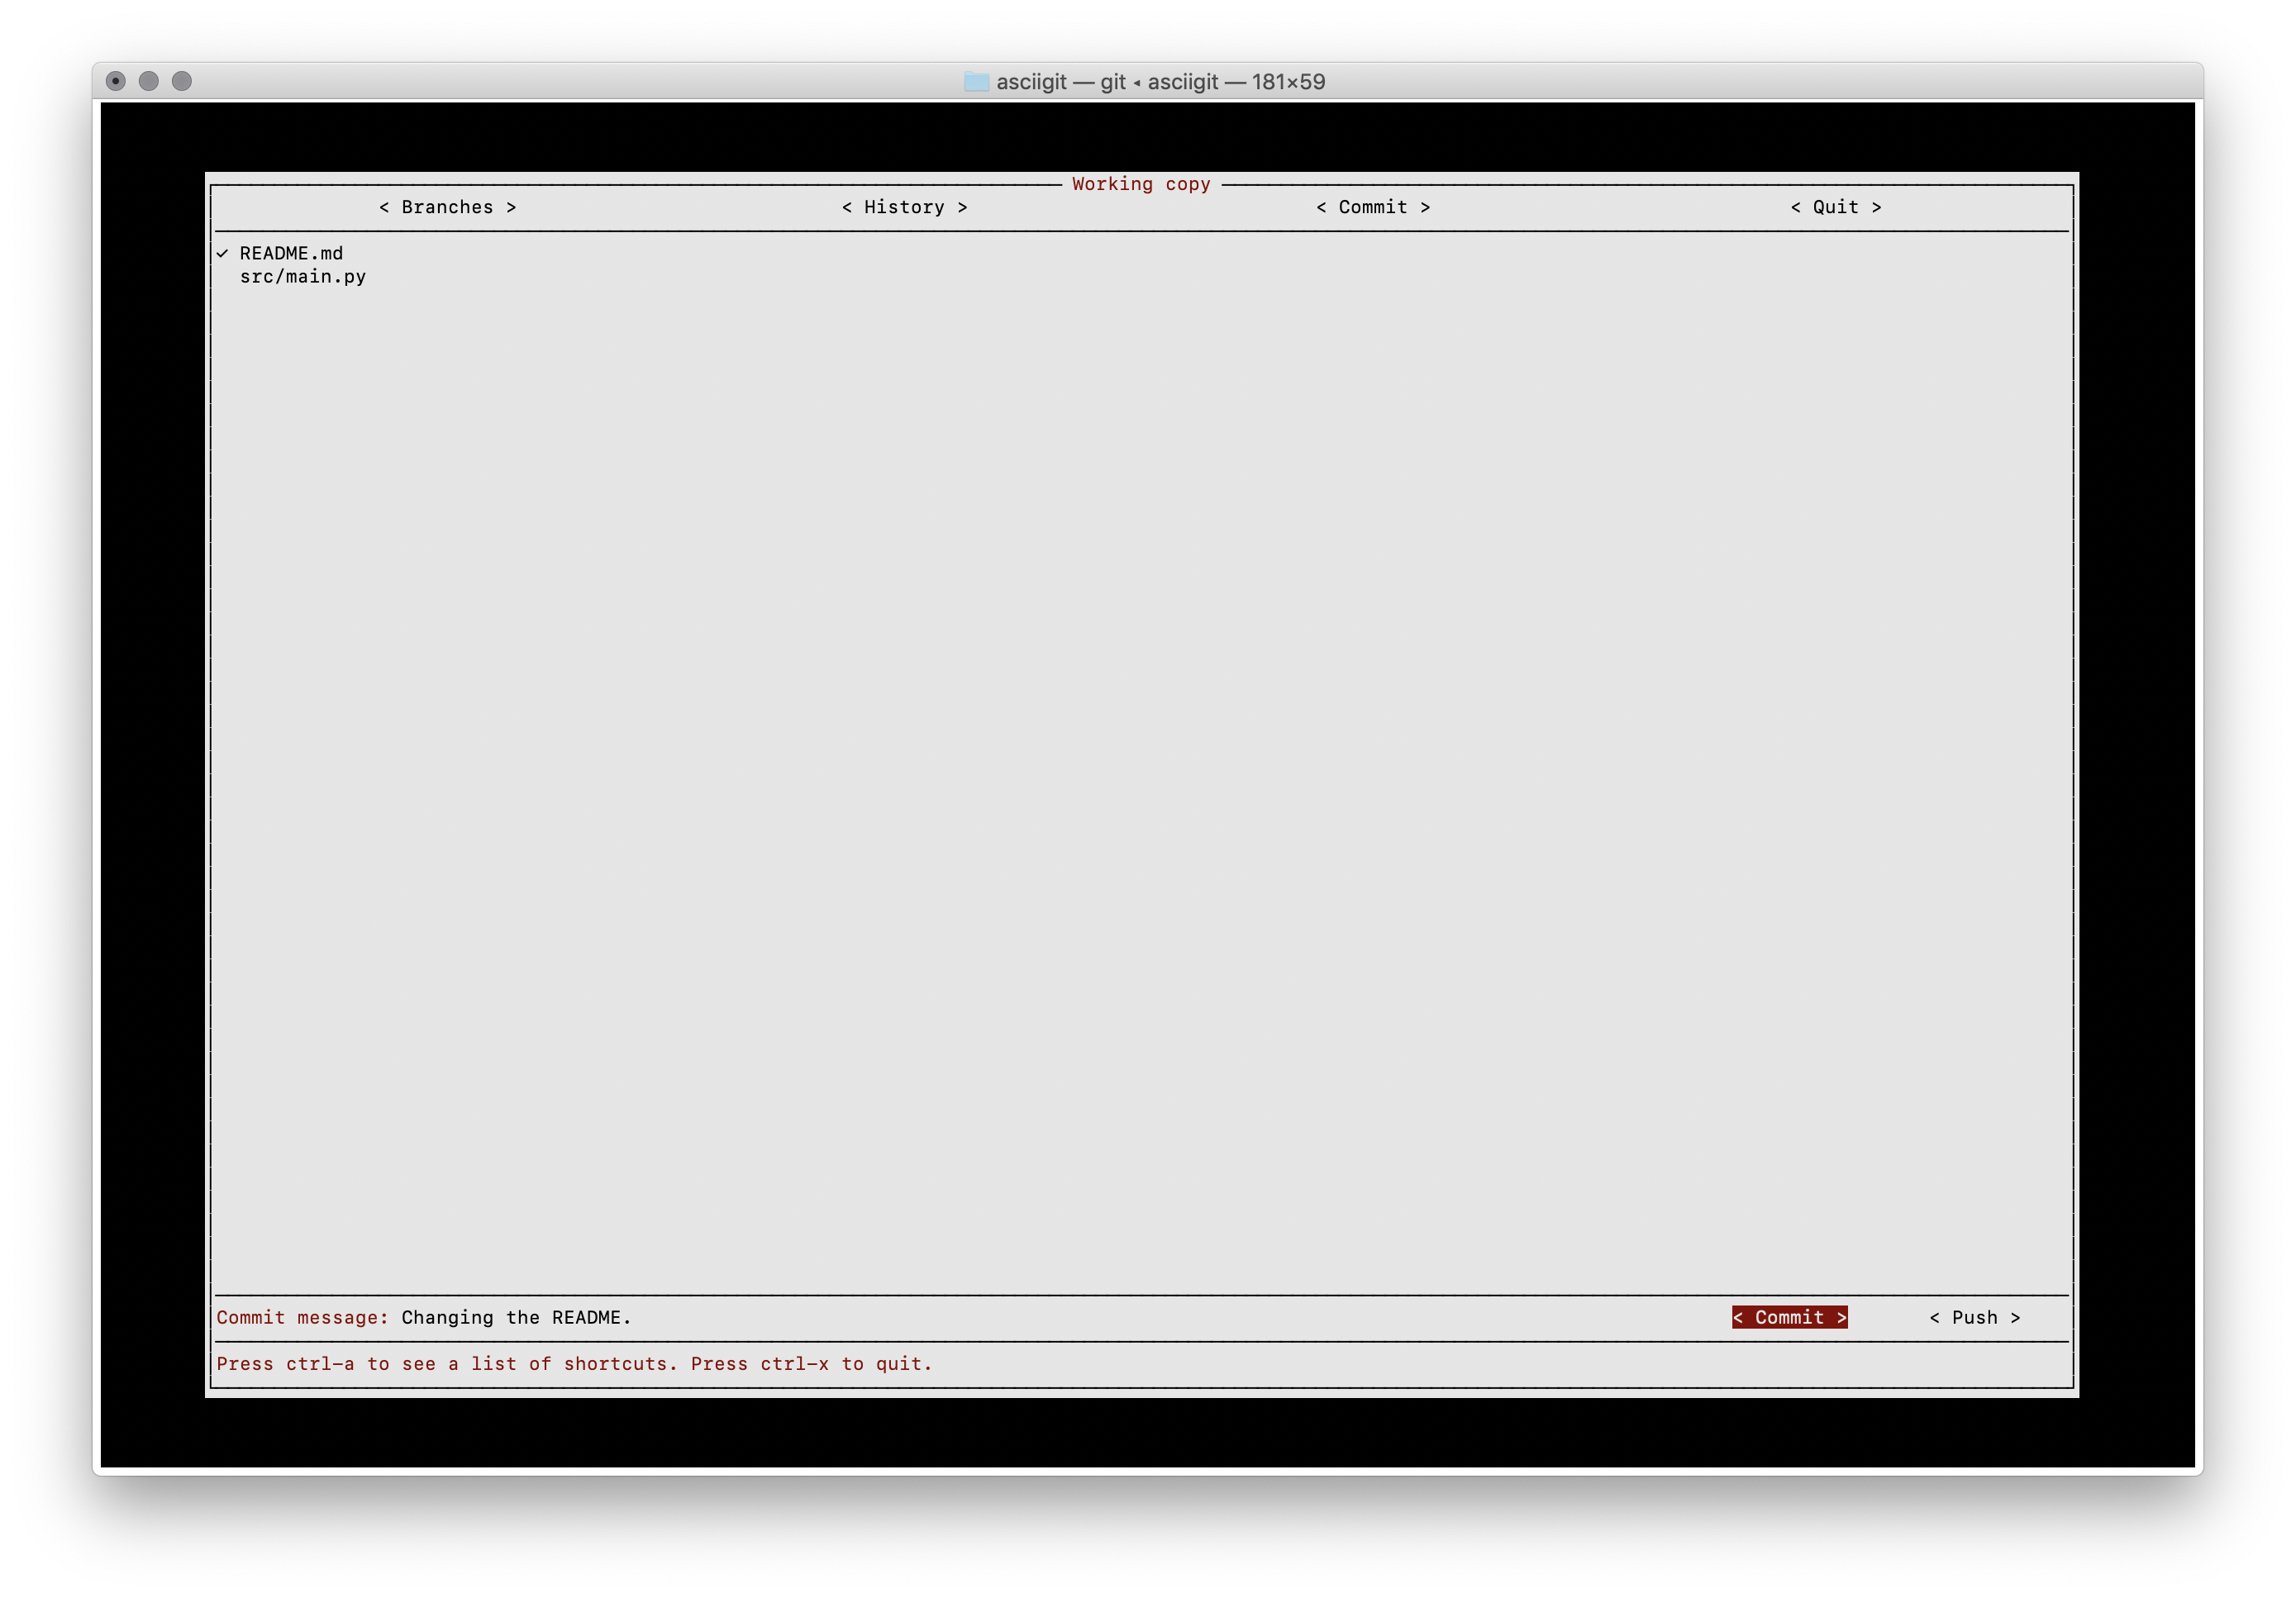 asciigit — git ◂ asciigit — 181×59
Working copy
< Branches > < History > < Commit > < Quit >
✓ README.md
src/main.py
Commit message: Changing the README. < Commit > < Push >
Press ctrl-a to see a list of shortcuts. Press ctrl-x to quit.